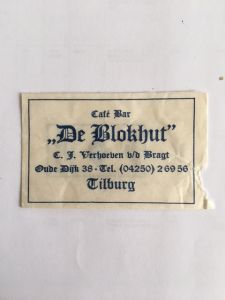 Café Bar
„De Blokhut”
C. J. Verhoeven v/d Bragt
Oude Dijk 38 - Tel. (04250) 2 69 56
Tilburg